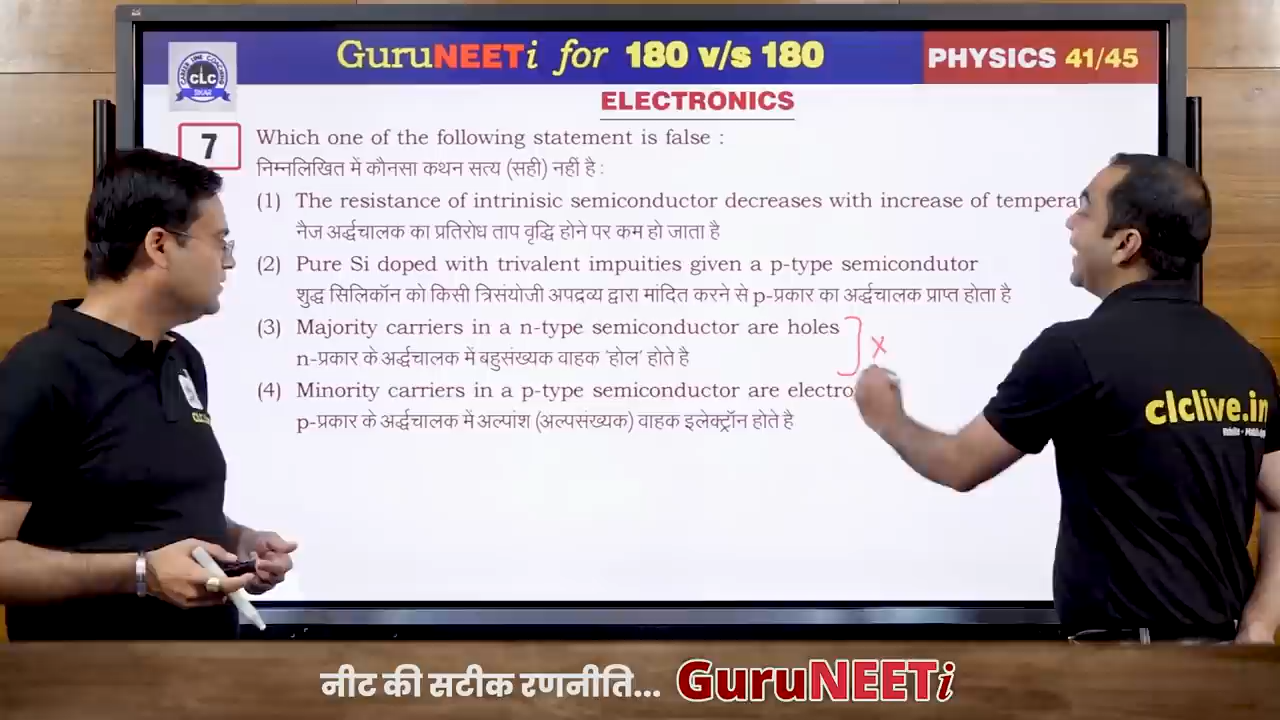 GuruNEETi for 180 v/s 180
PHYSICS 41/45
CLC
SIKAR
ELECTRONICS
7
Which one of the following statement is false :
निम्नलिखित में कौनसा कथन सत्य (सही) नहीं है :
(1) The resistance of intrinisic semiconductor decreases with increase of tempera
नैज अर्द्धचालक का प्रतिरोध ताप वृद्धि होने पर कम हो जाता है
(2) Pure Si doped with trivalent impuities given a p-type semicondutor
शुद्ध सिलिकॉन को किसी त्रिसंयोजी अपद्रव्य द्वारा मांदित करने से p-प्रकार का अर्द्धचालक प्राप्त होता है
(3) Majority carriers in a n-type semiconductor are holes
n-प्रकार के अर्द्धचालक में बहुसंख्यक वाहक 'होल' होते है
x
(4) Minority carriers in a p-type semiconductor are electro
p-प्रकार के अर्द्धचालक में अल्पाश (अल्पसंख्यक) वाहक इलेक्ट्रॉन होते है
clclive.in
नीट की सटीक रणनीति... GuruNEETi